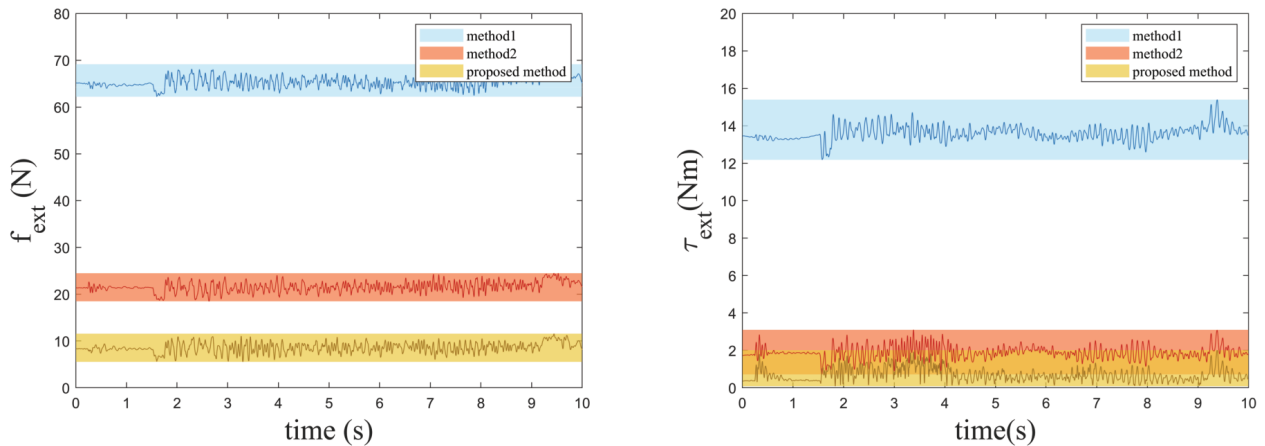 80
70
60
50
40
30
20
10
0
f_ext (N)
0 1 2 3 4 5 6 7 8 9 10
time (s)
method1
method2
proposed method
20
18
16
14
12
10
8
6
4
2
0
τ_ext(Nm)
0 1 2 3 4 5 6 7 8 9 10
time(s)
method1
method2
proposed method